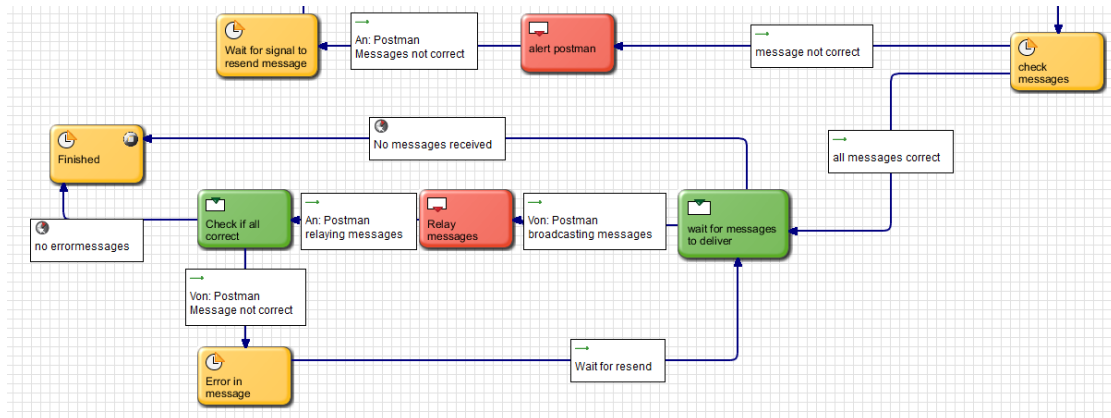 Wait for signal to
resend message
An: Postman
Messages not correct
alert postman
message not correct
check
messages
Finished
No messages received
all messages correct
no errormessages
Check if all
correct
An: Postman
relaying messages
Relay
messages
Von: Postman
broadcasting messages
wait for messages
to deliver
Von: Postman
Message not correct
Error in
message
Wait for resend